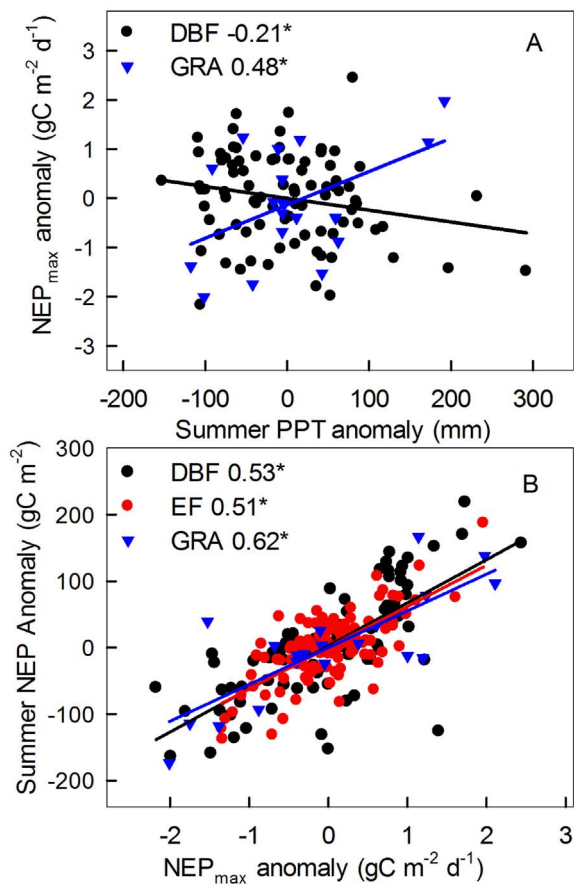 DBF -0.21*
GRA 0.48*
A
3
2
1
0
-1
-2
-3
NEPmax anomaly (gC m-2 d-1)
-200 -100 0 100 200 300
Summer PPT anomaly (mm)
DBF 0.53*
EF 0.51*
GRA 0.62*
B
300
200
100
0
-100
-200
Summer NEP Anomaly (gC m-2)
-2 -1 0 1 2 3
NEPmax anomaly (gC m-2 d-1)